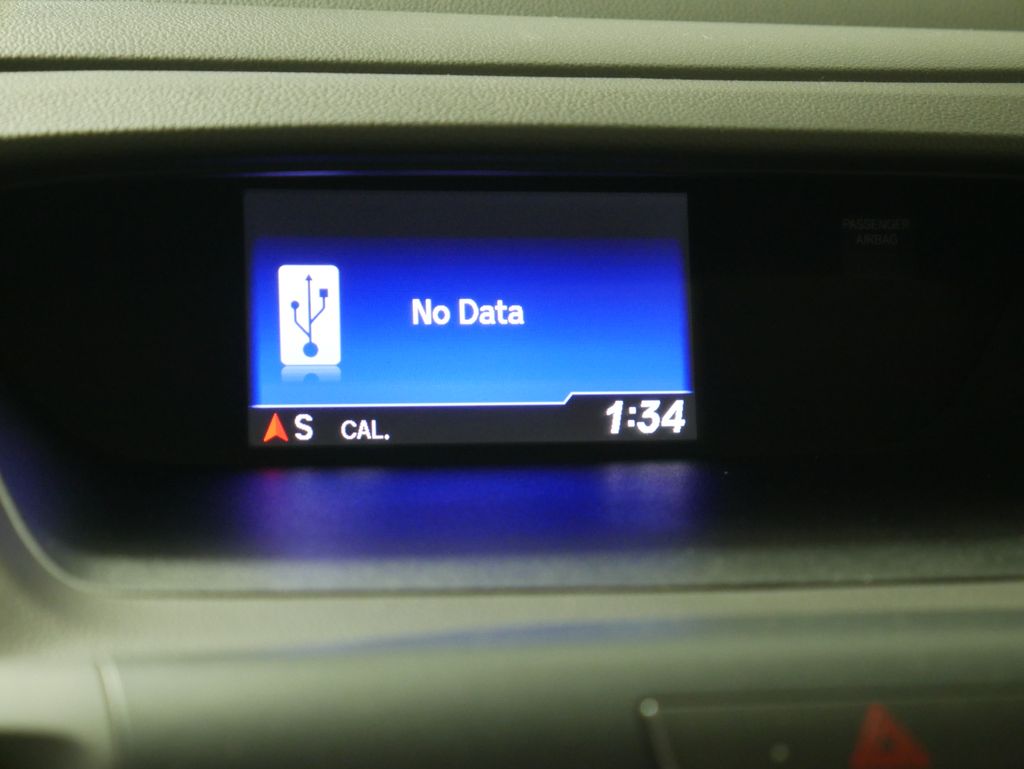 PASSENGER
AIRBAG
No Data
S CAL. 1:34